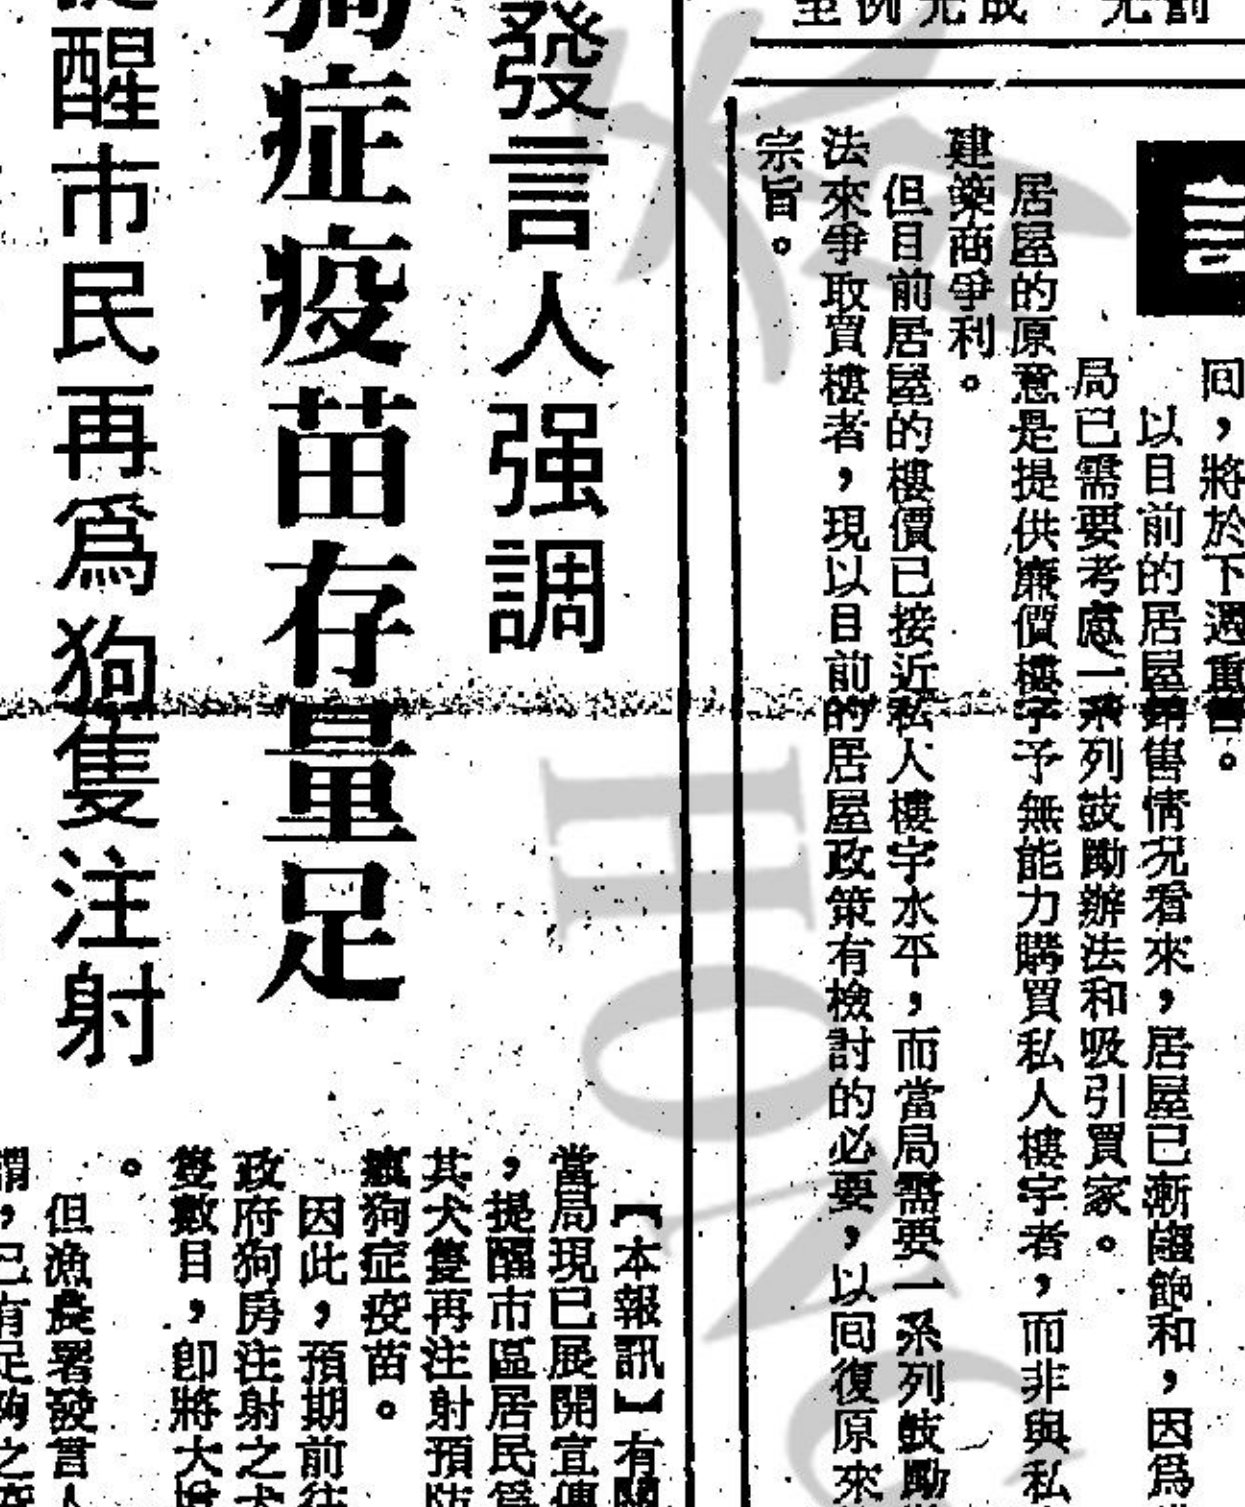 回，將於下週重售。
以目前的居屋銷售情況看來，居屋已漸趨飽和，因爲
局已需要考慮一系列鼓勵辦法和吸引買家。
居屋的原意是提供廉價樓宇予無能力購買私人樓宇者，而非與私
建築商爭利。
但目前居屋的樓價已接近私人樓宇水平，而當局需要一系列鼓勵
法來爭取買樓者，現以目前的居屋政策有檢討的必要，以回復原來
宗旨。
發言人强調
狗症疫苗存量足
醒市民再爲狗隻注射
【本報訊】有關
當局現已展開宣傳
，提醒市區居民爲
其犬隻再注射預防
瘋狗症疫苗。
因此，預期前往
政府狗房注射之犬
隻數目，卽將大增
。
但漁農署發言人
謂，已有足夠之疫
HONG